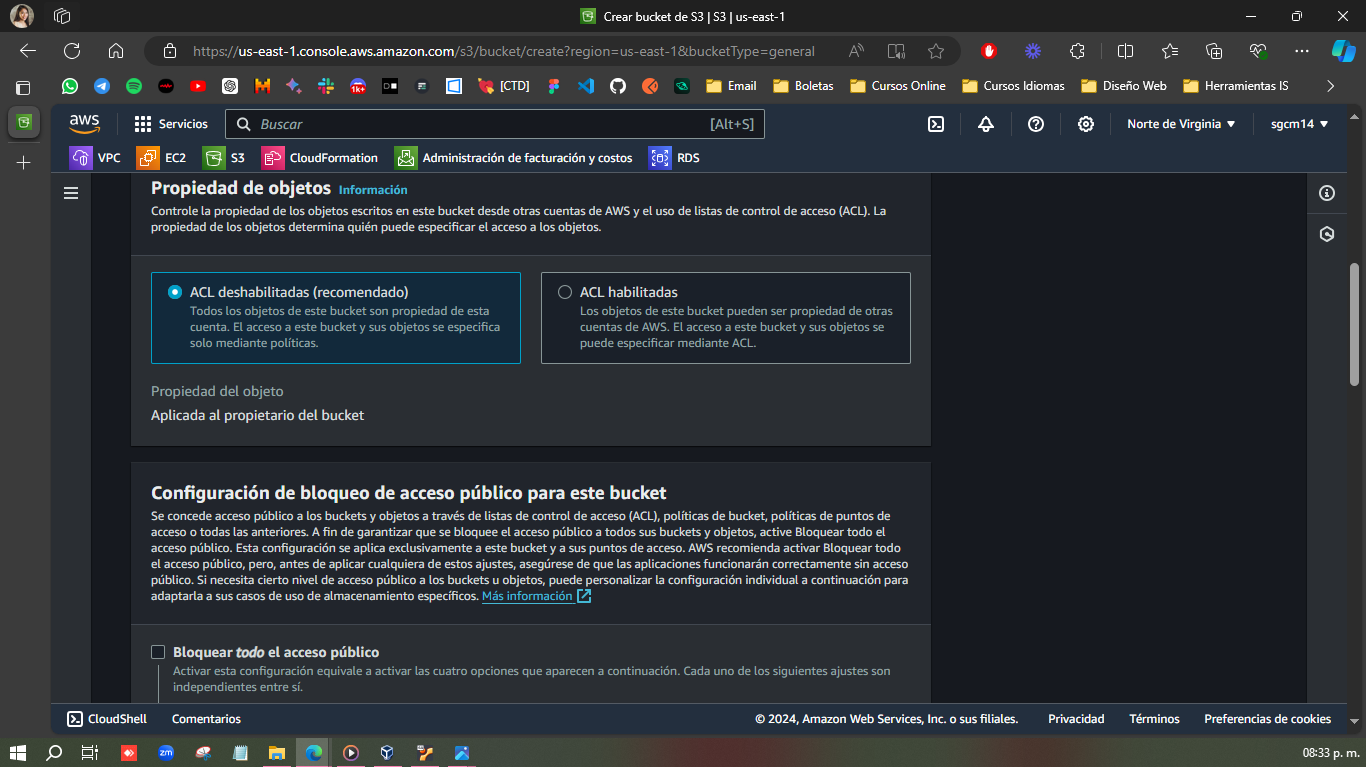 Crear bucket de S3 | S3 | us-east-1
https://us-east-1.console.aws.amazon.com/s3/bucket/create?region=us-east-1&bucketType=general
1k+
[CTD]
Email
Boletas
Cursos Online
Cursos Idiomas
Diseño Web
Herramientas IS
aws
Servicios
Buscar
[Alt+S]
Norte de Virginia
sgcm14
VPC
EC2
S3
CloudFormation
Administración de facturación y costos
RDS
Propiedad de objetos Información
Controle la propiedad de los objetos escritos en este bucket desde otras cuentas de AWS y el uso de listas de control de acceso (ACL). La
propiedad de los objetos determina quién puede especificar el acceso a los objetos.
ACL deshabilitadas (recomendado)
Todos los objetos de este bucket son propiedad de esta
cuenta. El acceso a este bucket y sus objetos se especifica
solo mediante políticas.
ACL habilitadas
Los objetos de este bucket pueden ser propiedad de otras
cuentas de AWS. El acceso a este bucket y sus objetos se
puede especificar mediante ACL.
Propiedad del objeto
Aplicada al propietario del bucket
Configuración de bloqueo de acceso público para este bucket
Se concede acceso público a los buckets y objetos a través de listas de control de acceso (ACL), políticas de bucket, políticas de puntos de
acceso o todas las anteriores. A fin de garantizar que se bloquee el acceso público a todos sus buckets y objetos, active Bloquear todo el
acceso público. Esta configuración se aplica exclusivamente a este bucket y a sus puntos de acceso. AWS recomienda activar Bloquear todo
el acceso público, pero, antes de aplicar cualquiera de estos ajustes, asegúrese de que las aplicaciones funcionarán correctamente sin acceso
público. Si necesita cierto nivel de acceso público a los buckets u objetos, puede personalizar la configuración individual a continuación para
adaptarla a sus casos de uso de almacenamiento específicos. Más información
Bloquear todo el acceso público
Activar esta configuración equivale a activar las cuatro opciones que aparecen a continuación. Cada uno de los siguientes ajustes son
independientes entre sí.
CloudShell
Comentarios
© 2024, Amazon Web Services, Inc. o sus filiales.
Privacidad
Términos
Preferencias de cookies
zm
08:33 p. m.